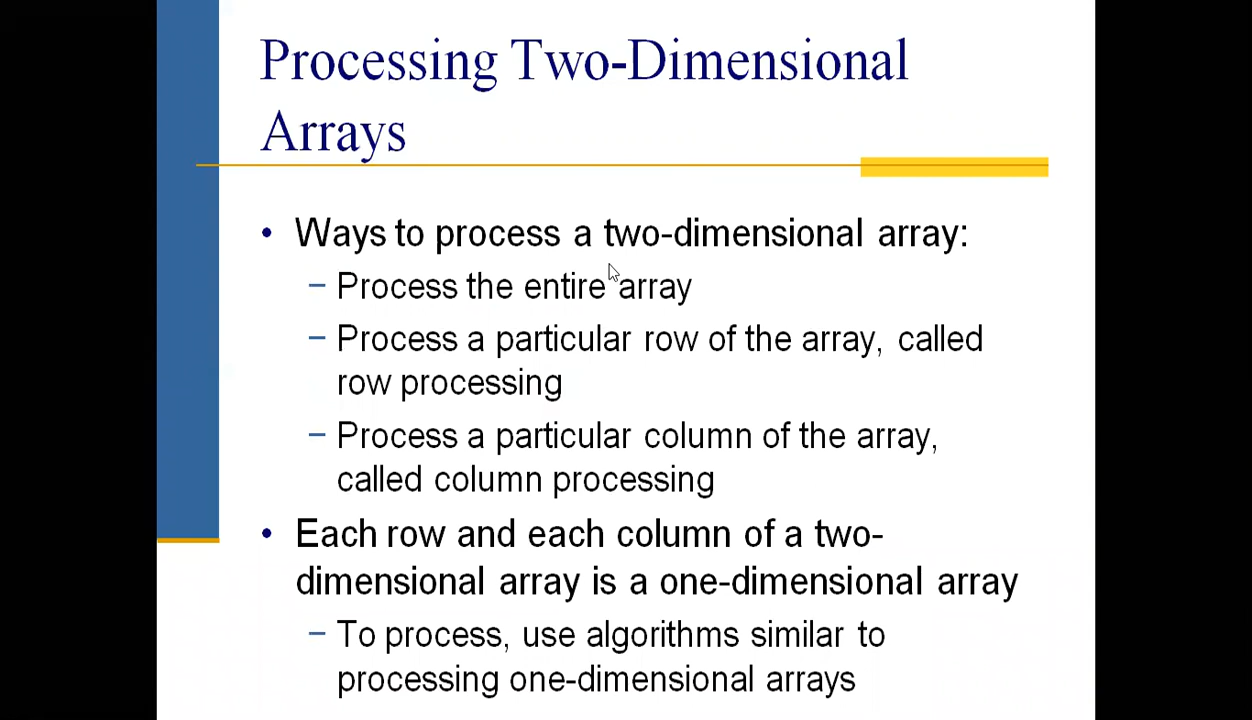 Processing Two-Dimensional
Arrays
• Ways to process a two-dimensional array:
– Process the entire array
– Process a particular row of the array, called
row processing
– Process a particular column of the array,
called column processing
• Each row and each column of a two-
dimensional array is a one-dimensional array
– To process, use algorithms similar to
processing one-dimensional arrays